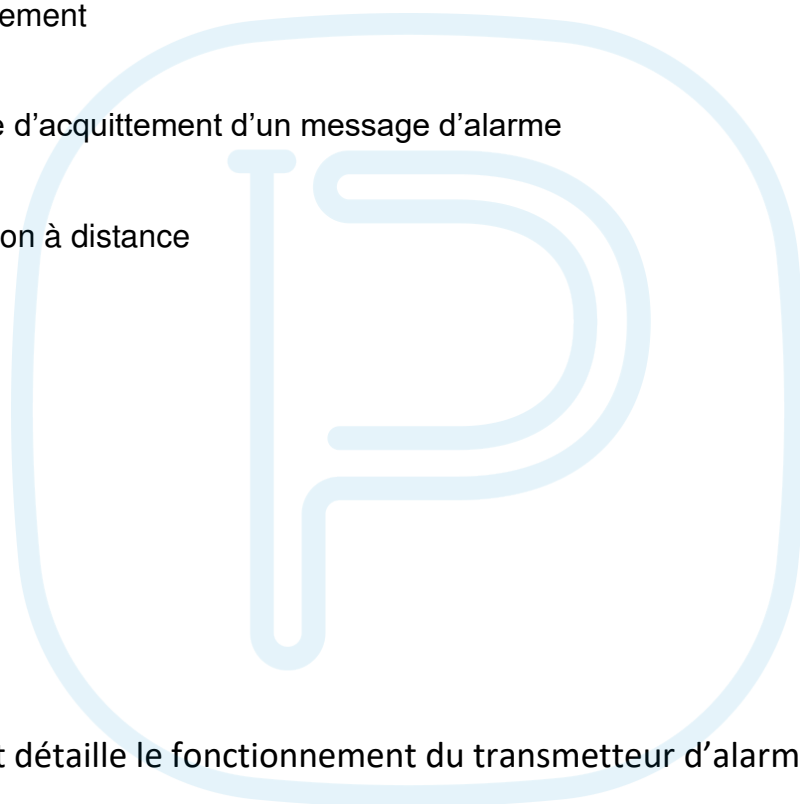 ement
e d’acquittement d’un message d’alarme
on à distance
t détaille le fonctionnement du transmetteur d’alarm